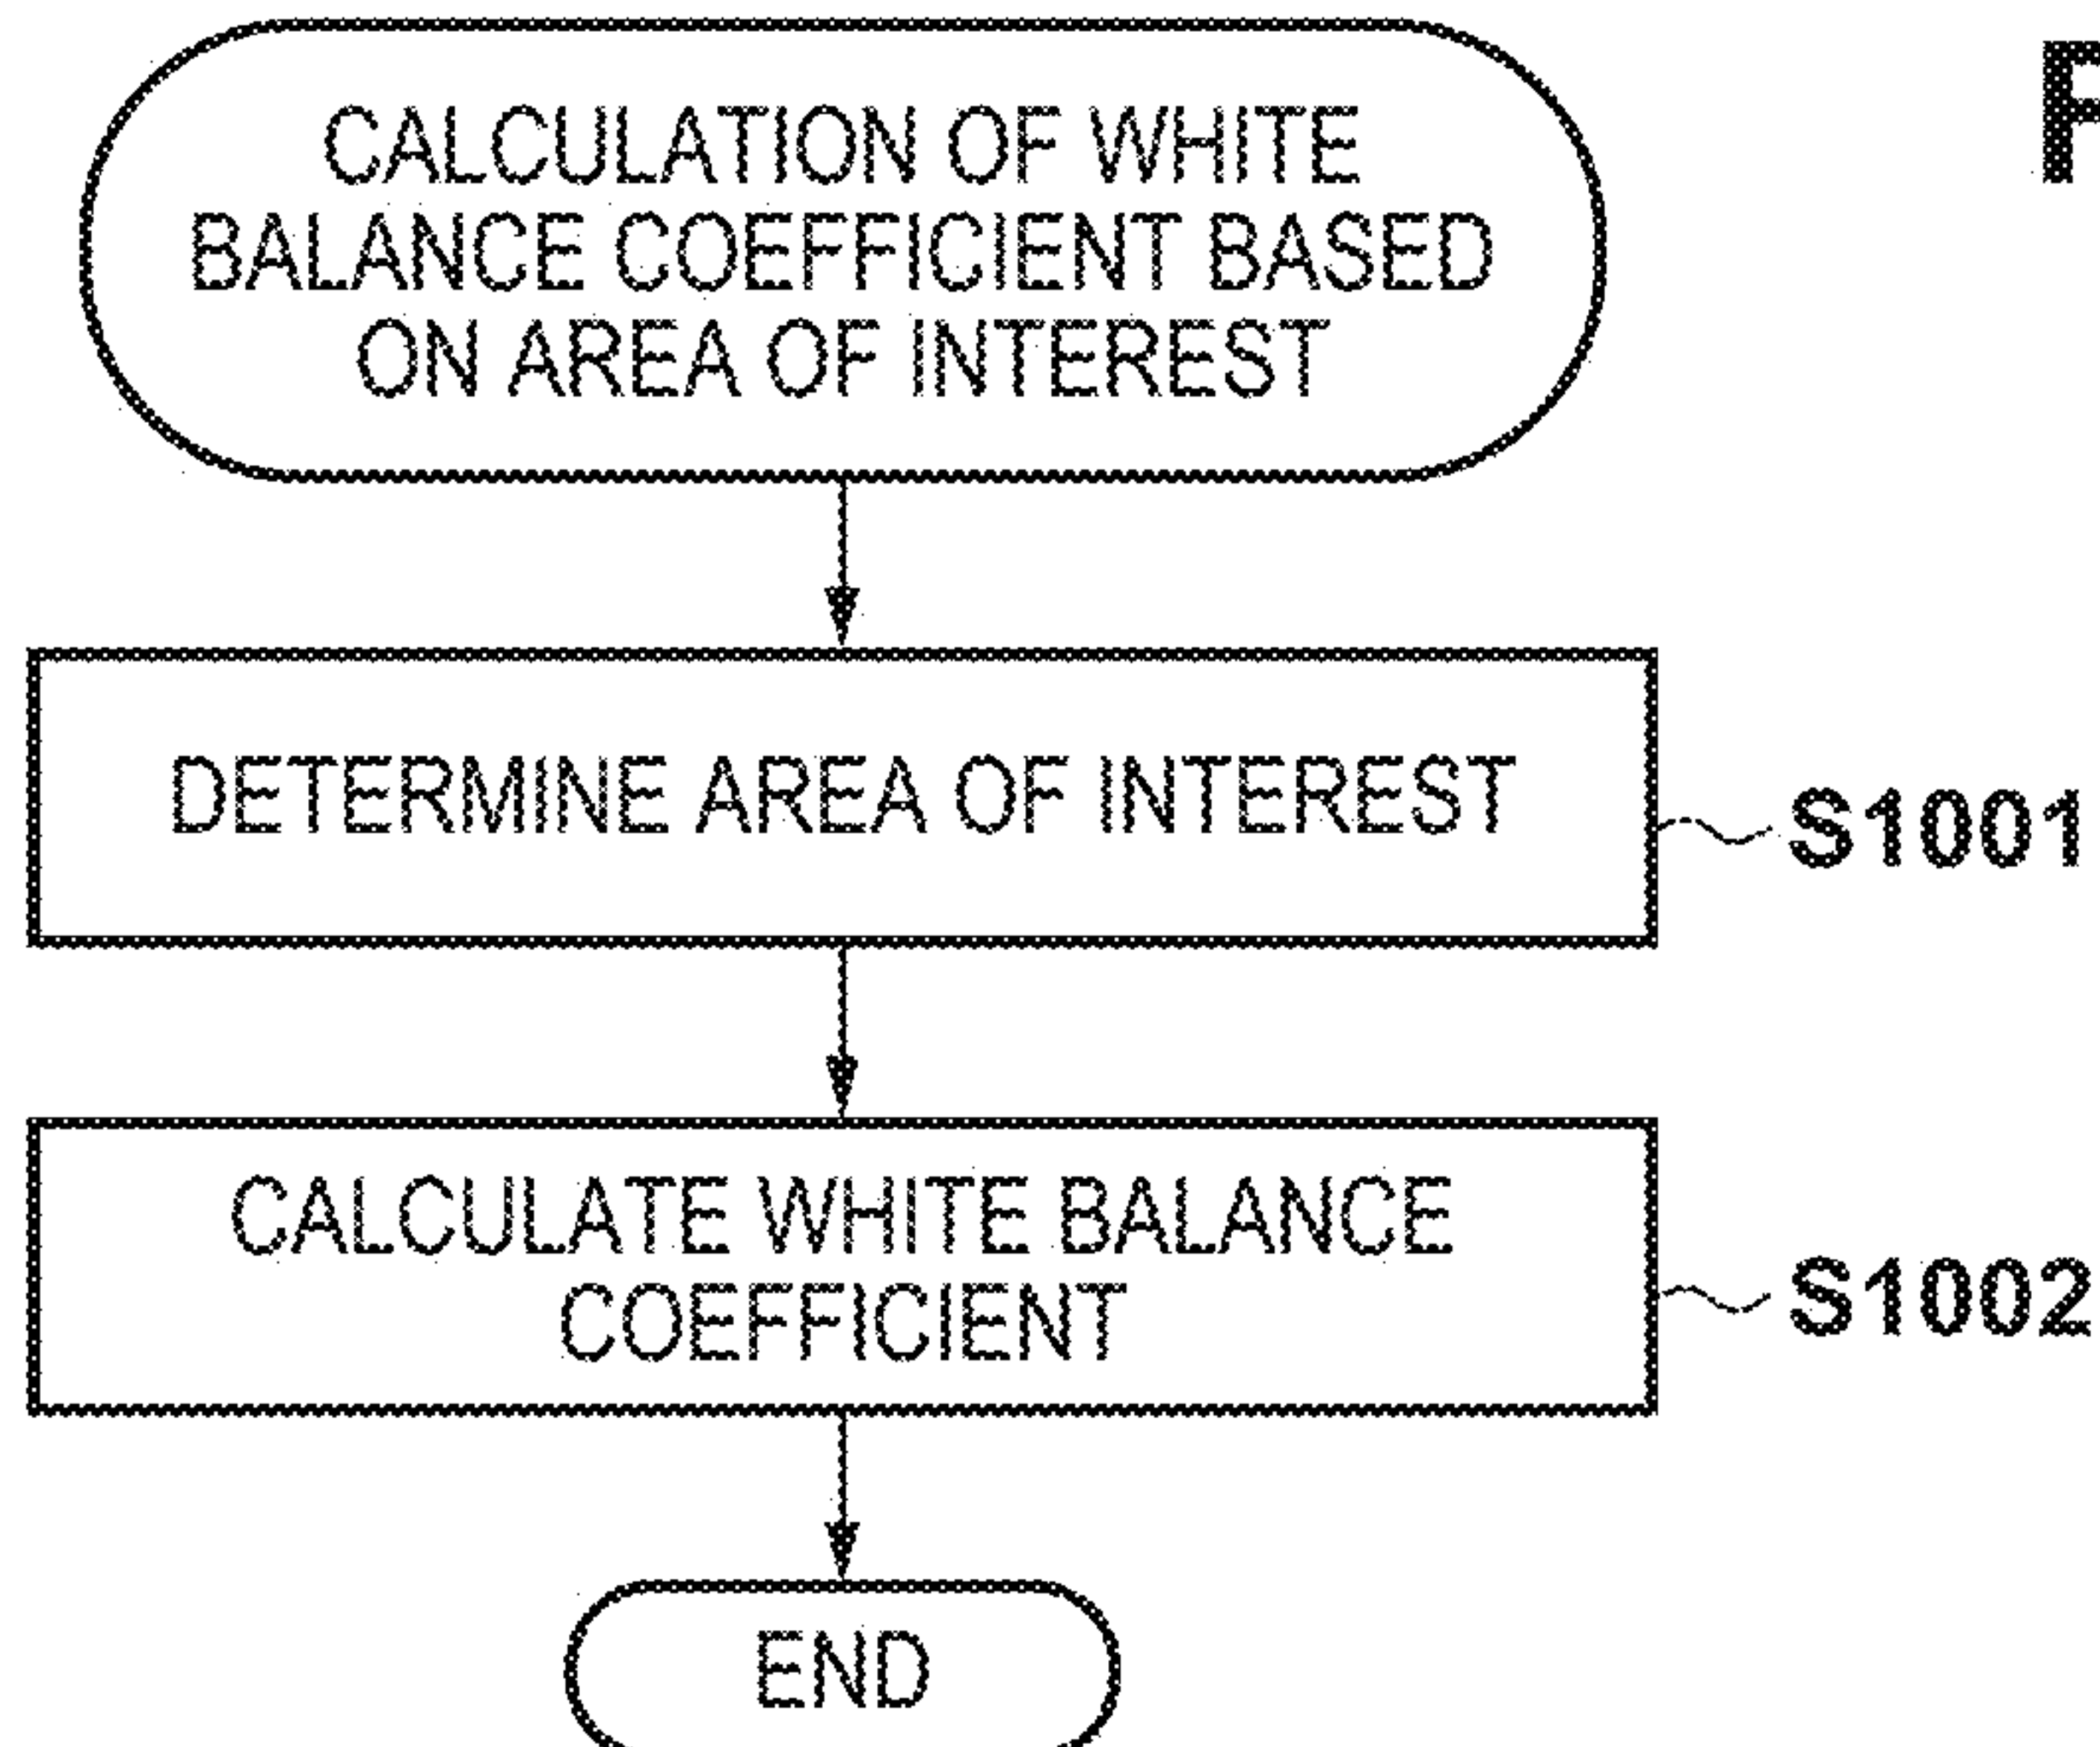 CALCULATION OF WHITE
BALANCE COEFFICIENT BASED
ON AREA OF INTEREST
DETERMINE AREA OF INTEREST
S1001
CALCULATE WHITE BALANCE
COEFFICIENT
S1002
END